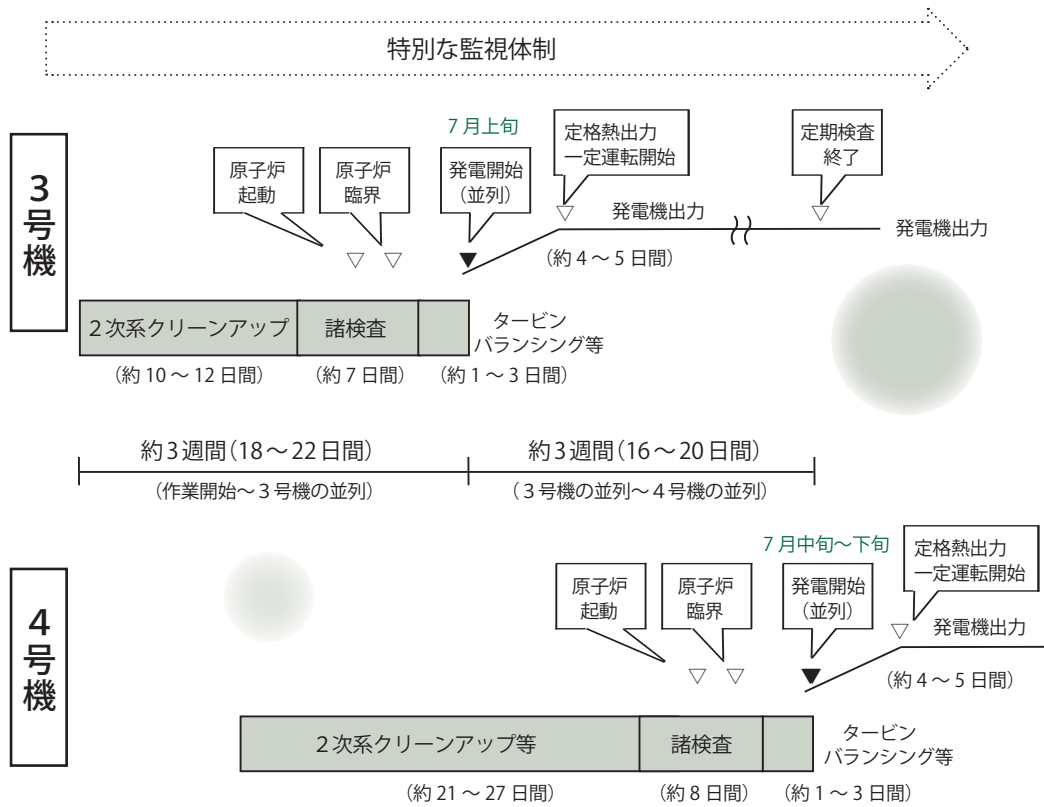 特別な監視体制
3号機
7月上旬
原子炉
起動
原子炉
臨界
発電開始
（並列）
定格熱出力
一定運転開始
定期検査
終了
発電機出力
発電機出力
（約4～5日間）
2次系クリーンアップ
諸検査
タービン
バランシング等
（約10～12日間）
（約7日間）
（約1～3日間）
約3週間（18～22日間）
（作業開始～3号機の並列）
約3週間（16～20日間）
（3号機の並列～4号機の並列）
4号機
7月中旬～下旬
原子炉
起動
原子炉
臨界
発電開始
（並列）
定格熱出力
一定運転開始
発電機出力
（約4～5日間）
2次系クリーンアップ等
諸検査
タービン
バランシング等
（約21～27日間）
（約8日間）
（約1～3日間）